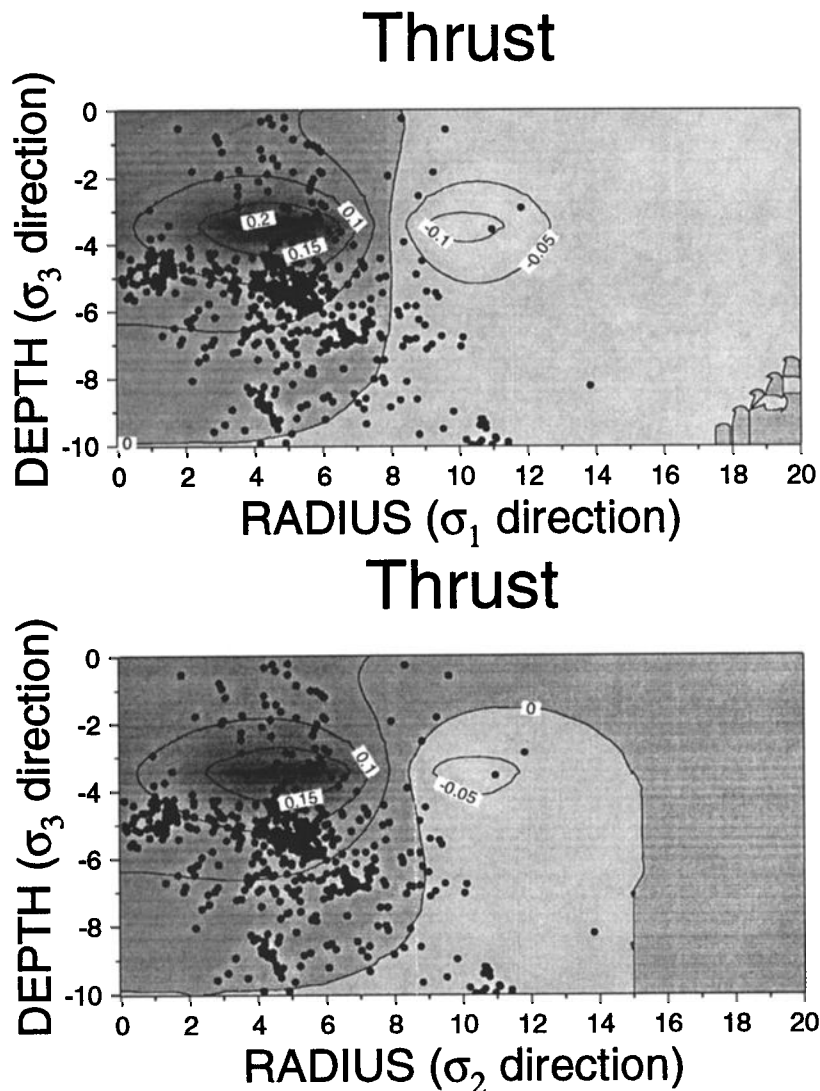 Thrust
DEPTH (σ3 direction)
0
-2
-4
-6
-8
-10
0.2
0.1
0.15
-0.1
-0.05
0
0 2 4 6 8 10 12 14 16 18 20
RADIUS (σ1 direction)
Thrust
DEPTH (σ3 direction)
0
-2
-4
-6
-8
-10
0
0.1
0.15
-0.05
0 2 4 6 8 10 12 14 16 18 20
RADIUS (σ2 direction)